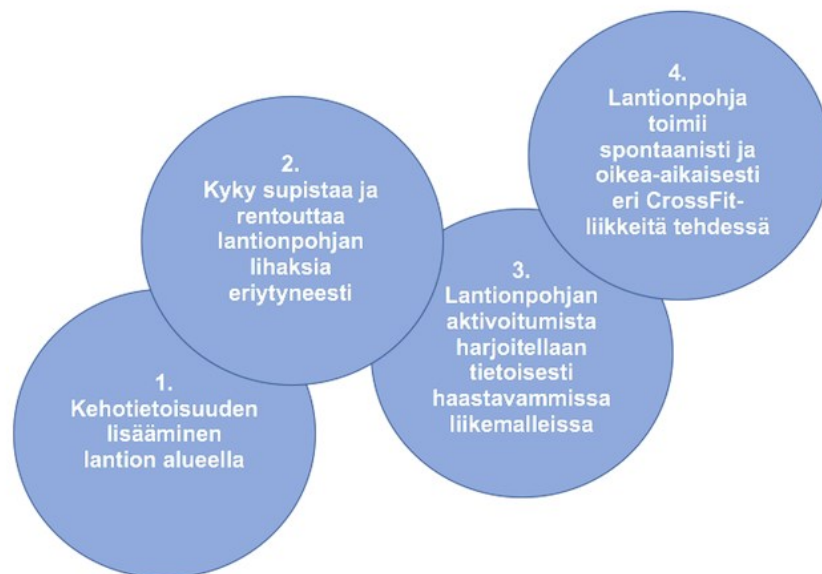 1.
Kehotietoisuuden
lisääminen
lantion alueella
2.
Kyky supistaa ja
rentouttaa
lantionpohjan
lihaksia
eriytyneesti
3.
Lantionpohjan
aktivoitumista
harjoitellaan
tietoisesti
haastavammissa
liikemalleissa
4.
Lantionpohja
toimii
spontaanisti ja
oikea-aikaisesti
eri CrossFit-
liikkeitä tehdessä